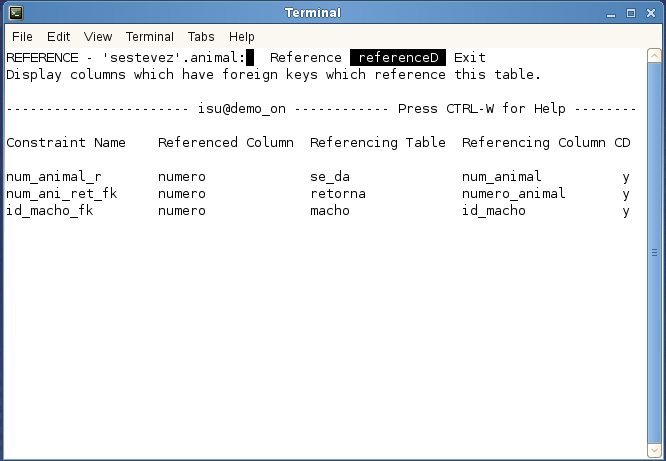 Terminal
File Edit View Terminal Tabs Help
REFERENCE - 'sestevez'.animal: Reference referenceD Exit
Display columns which have foreign keys which reference this table.
----------------------- isu@demo_on ------------ Press CTRL-W for Help --------
Constraint Name Referenced Column Referencing Table Referencing Column CD
num_animal_r numero se_da num_animal y
num_ani_ret_fk numero retorna numero_animal y
id_macho_fk numero macho id_macho y